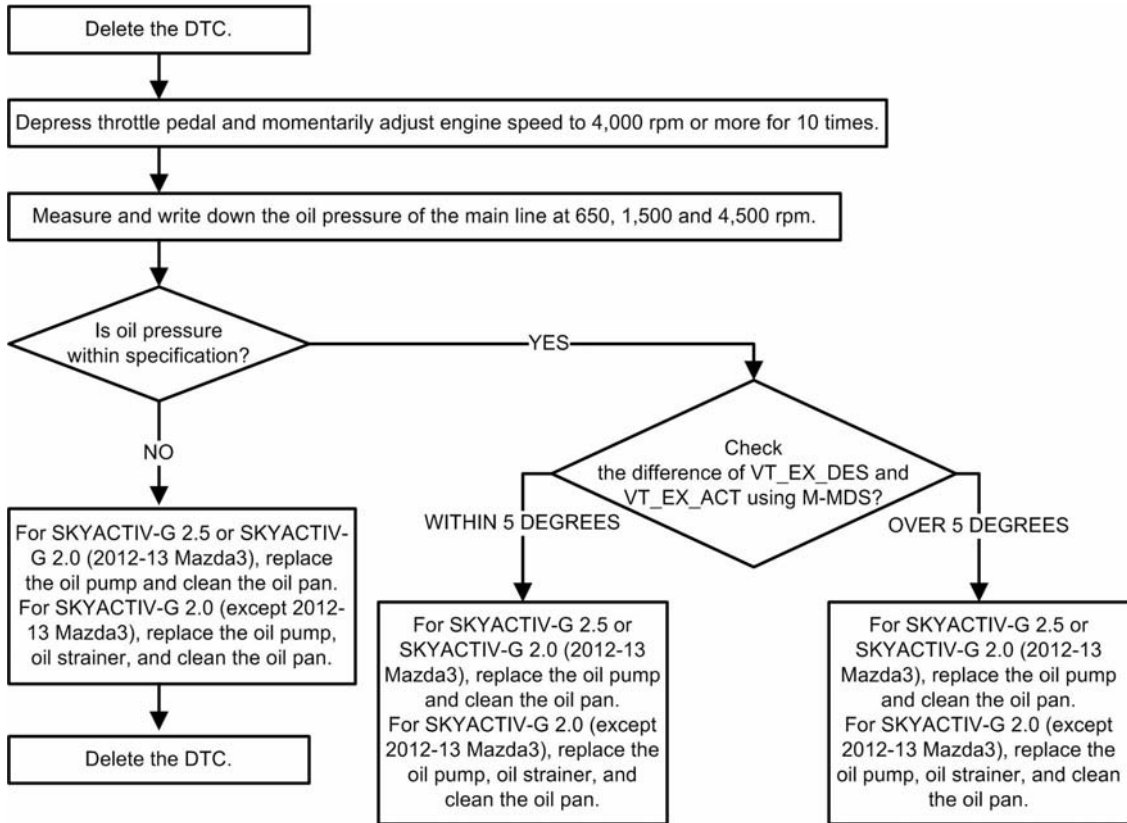 Delete the DTC.
Depress throttle pedal and momentarily adjust engine speed to 4,000 rpm or more for 10 times.
Measure and write down the oil pressure of the main line at 650, 1,500 and 4,500 rpm.
Is oil pressure
within specification?
YES
NO
Check
the difference of VT_EX_DES and
VT_EX_ACT using M-MDS?
WITHIN 5 DEGREES
OVER 5 DEGREES
For SKYACTIV-G 2.5 or SKYACTIV-
G 2.0 (2012-13 Mazda3), replace
the oil pump and clean the oil pan.
For SKYACTIV-G 2.0 (except 2012-
13 Mazda3), replace the oil pump,
oil strainer, and clean the oil pan.
Delete the DTC.
For SKYACTIV-G 2.5 or
SKYACTIV-G 2.0 (2012-13
Mazda3), replace the oil pump
and clean the oil pan.
For SKYACTIV-G 2.0 (except
2012-13 Mazda3), replace the
oil pump, oil strainer, and
clean the oil pan.
For SKYACTIV-G 2.5 or
SKYACTIV-G 2.0 (2012-13
Mazda3), replace the oil pump
and clean the oil pan.
For SKYACTIV-G 2.0 (except
2012-13 Mazda3), replace the
oil pump, oil strainer, and clean
the oil pan.